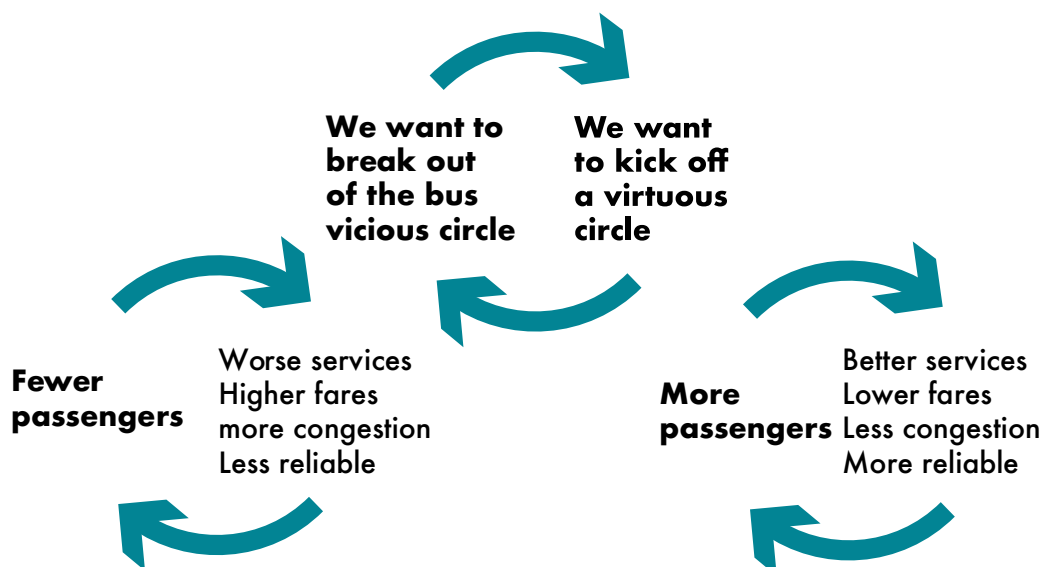 We want to
break out
of the bus
vicious circle
We want
to kick off
a virtuous
circle
Fewer
passengers
Worse services
Higher fares
more congestion
Less reliable
More
passengers
Better services
Lower fares
Less congestion
More reliable